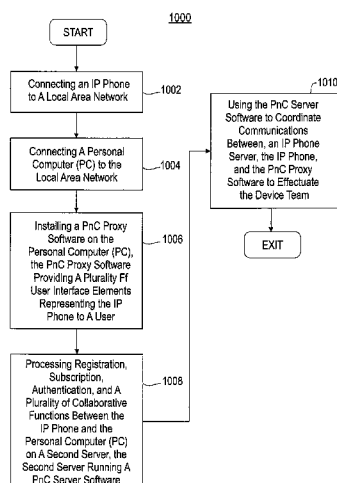 1000
START
Connecting an IP Phone
to A Local Area Network
1002
Connecting A Personal
Computer (PC) to the
Local Area Network
1004
Installing a PnC Proxy
Software on the
Personal Computer (PC),
the PnC Proxy Software
Providing A Plurality Ff
User Interface Elements
Representing the IP
Phone to A User
1006
Processing Registration,
Subscription,
Authentication, and A
Plurality of Collaborative
Functions Between the
IP Phone and the
Personal Computer (PC)
on A Second Server, the
Second Server Running A
PnC Server Software
1008
1010
Using the PnC Server
Software to Coordinate
Communications
Between, an IP Phone
Server, the IP Phone,
and the PnC Proxy
Software to Effectuate
the Device Team
EXIT